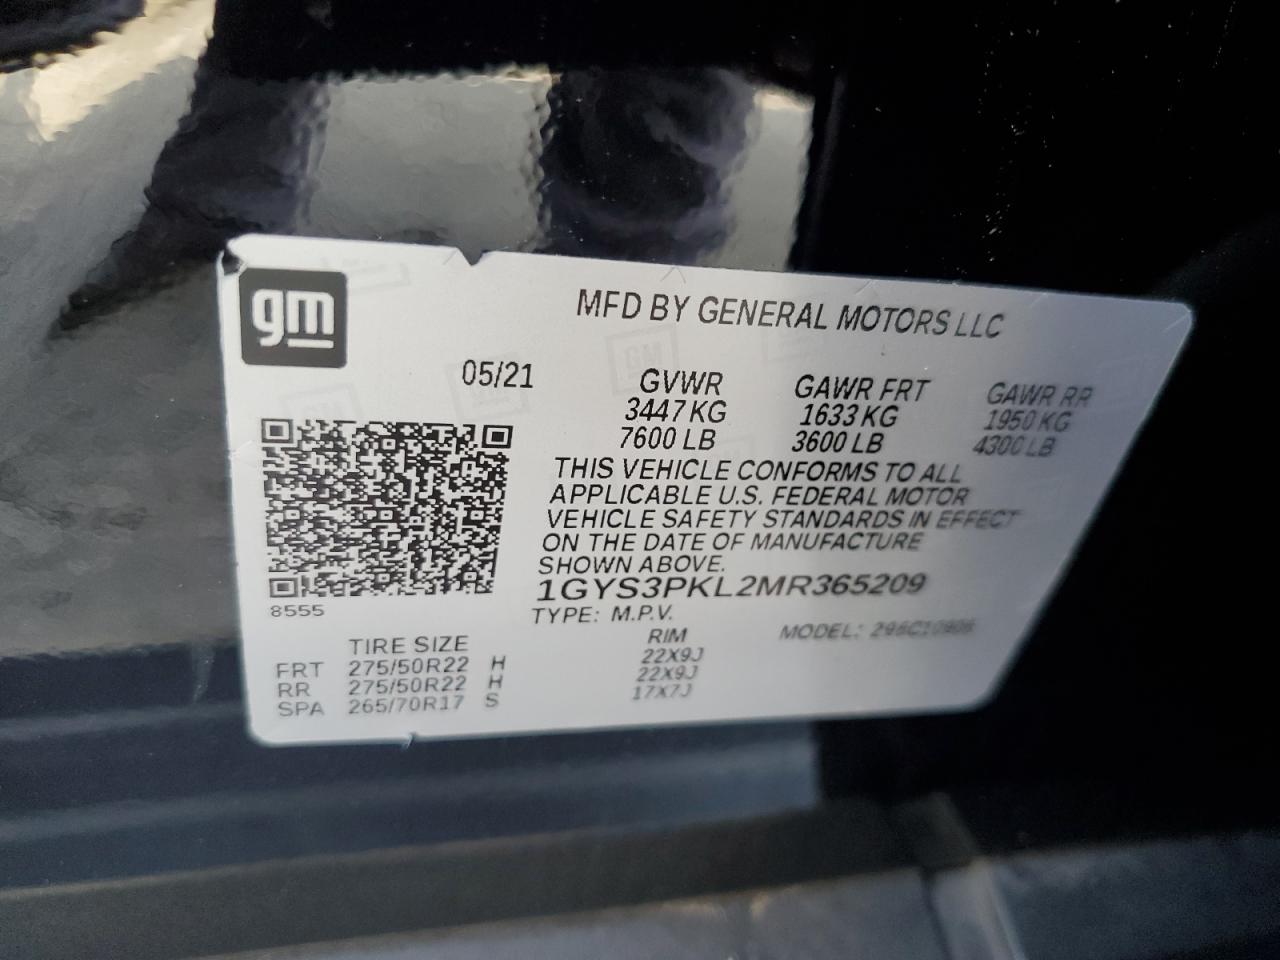 gm
MFD BY GENERAL MOTORS LLC
05/21
GVWR GAWR FRT GAWR RR
3447 KG 1633 KG 1950 KG
7600 LB 3600 LB 4300 LB
THIS VEHICLE CONFORMS TO ALL
APPLICABLE U.S. FEDERAL MOTOR
VEHICLE SAFETY STANDARDS IN EFFECT
ON THE DATE OF MANUFACTURE
SHOWN ABOVE.
1GYS3PKL2MR365209
8555
TYPE: M.P.V.
MODEL:
TIRE SIZE RIM
FRT 275/50R22 H 22X9J
RR 275/50R22 H 22X9J
SPA 265/70R17 S 17X7J